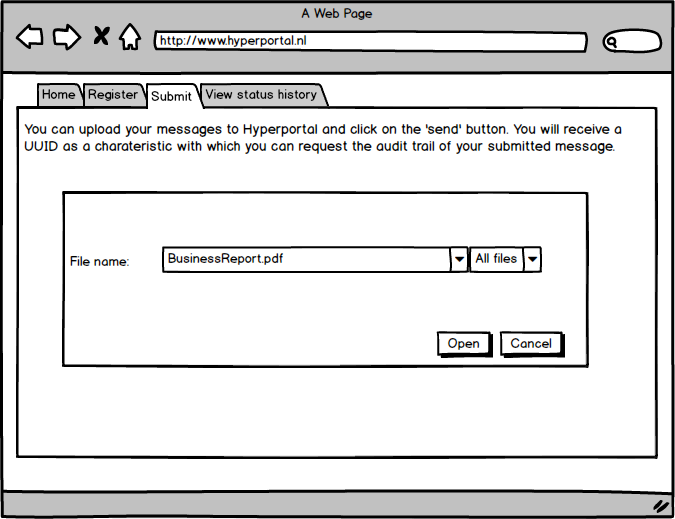 A Web Page
http://www.hyperportal.nl
Home Register Submit View status history
You can upload your messages to Hyperportal and click on the 'send' button. You will receive a
UUID as a charateristic with which you can request the audit trail of your submitted message.
File name: BusinessReport.pdf All files
Open Cancel